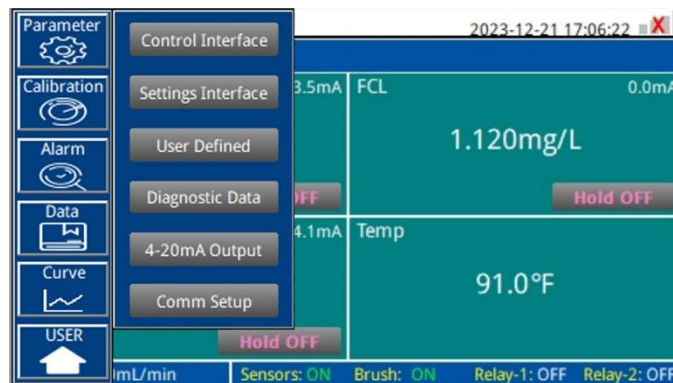 Parameter
2023-12-21 17:06:22
Control Interface
Calibration
Settings Interface
3.5mA
FCL
0.0mA
User Defined
1.120mg/L
Alarm
Diagnostic Data
Hold OFF
Data
4-20mA Output
4.1mA
Temp
Curve
91.0°F
Comm Setup
USER
Hold OFF
mL/min
Sensors: ON
Brush: ON
Relay-1: OFF
Relay-2: OFF